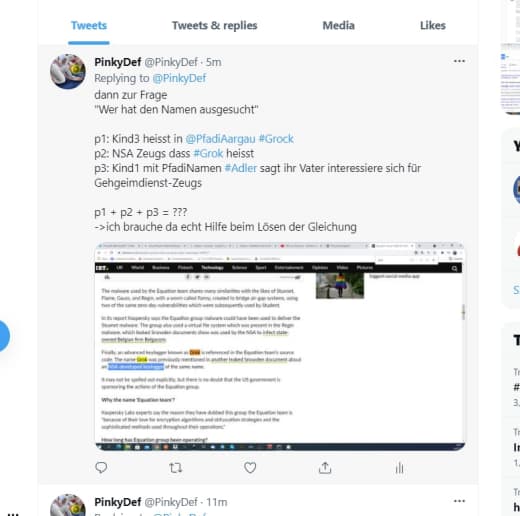 Tweets
Tweets & replies
Media
Likes
PinkyDef @PinkyDef · 5m
Replying to @PinkyDef
dann zur Frage
"Wer hat den Namen ausgesucht"
p1: Kind3 heisst in @PfadiAargau #Grock
p2: NSA Zeugs dass #Grok heisst
p3: Kind1 mit PfadiNamen #Adler sagt ihr Vater interessiere sich für
Gehgeimdienst-Zeugs
p1 + p2 + p3 = ???
->ich brauche da echt Hilfe beim Lösen der Gleichung
UK World Business Fintech Technology Science Sport Entertainment Opinion Video Pictures
tagged social media app
The malware used by the Equation team shares many similarities with the likes of Stuxnet,
Flame, Gauss, and Regin, with a worm called Fanny, created to bridge air gap systems, using
two of the same zero day vulnerabilities which were subsequently used by Student
In its report Kaspersky says the Equation group malware could have been used to deliver the
Stuxnet malware. The group also used a virtual file system which was present in the Regin
malware, which leaked Snowden documents show was used by the NSA to infect state-
owned Belgian firm Belgacom.
Finally, an advanced keylogger known as Grok is referenced in the Equation team's source
code. The name Grok was previously mentioned in another leaked Snowden document about
an NSA-developed keylogger of the same name.
It may not be spelled out explicitly, but there is no doubt that the US government is
sponsoring the actions of the Equation group.
Why the name 'Equation team'?
Kaspersky Labs experts say the reason they have dubbed this group the Equation team is
"because of their love for encryption algorithms and obfuscation strategies and the
sophisticated methods used throughout their operations."
How long has Equation group been operating?
PinkyDef @PinkyDef · 11m